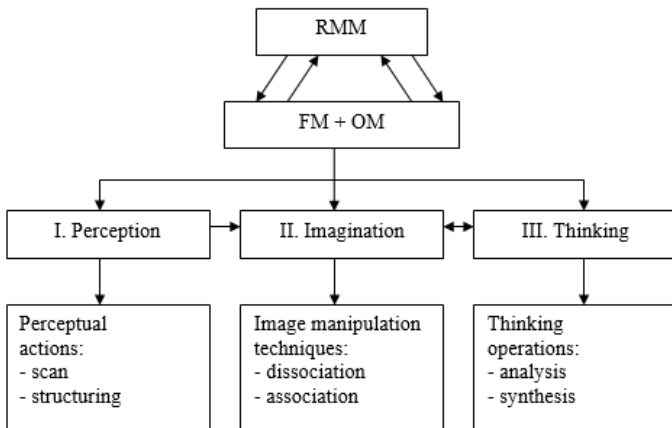 RMM
FM + OM
I. Perception
II. Imagination
III. Thinking
Perceptual
actions:
- scan
- structuring
Image manipulation
techniques:
- dissociation
- association
Thinking
operations:
- analysis
- synthesis